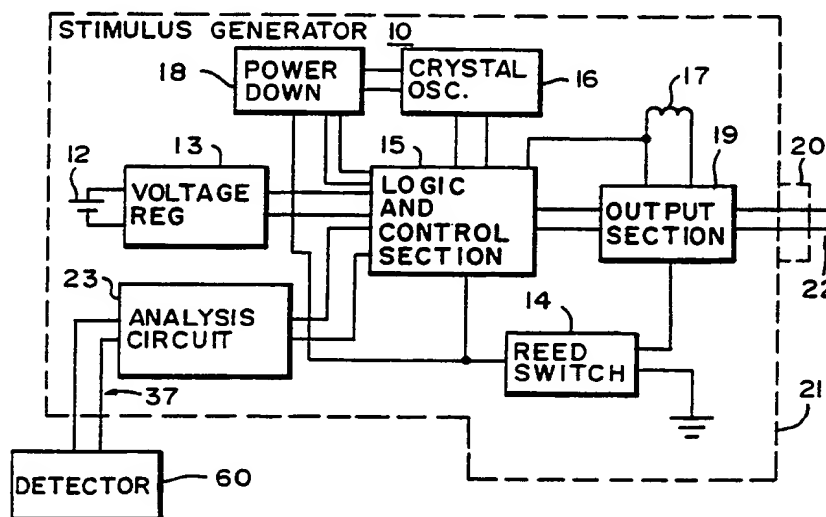 STIMULUS GENERATOR 10
18
POWER
DOWN
CRYSTAL
OSC.
16
17
12
13
VOLTAGE
REG
15
LOGIC
AND
CONTROL
SECTION
19
OUTPUT
SECTION
20
22
23
ANALYSIS
CIRCUIT
14
REED
SWITCH
37
21
DETECTOR
60